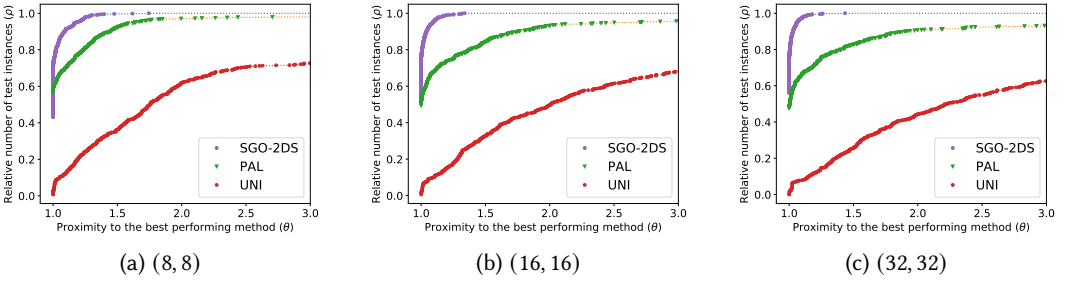 Relative number of test instances (ρ)
1.0
0.8
0.6
0.4
0.2
0.0
SGO-2DS
PAL
UNI
1.0 1.5 2.0 2.5 3.0
Proximity to the best performing method (θ)
(a) (8, 8)
Relative number of test instances (ρ)
1.0
0.8
0.6
0.4
0.2
0.0
SGO-2DS
PAL
UNI
1.0 1.5 2.0 2.5 3.0
Proximity to the best performing method (θ)
(b) (16, 16)
Relative number of test instances (ρ)
1.0
0.8
0.6
0.4
0.2
0.0
SGO-2DS
PAL
UNI
1.0 1.5 2.0 2.5 3.0
Proximity to the best performing method (θ)
(c) (32, 32)